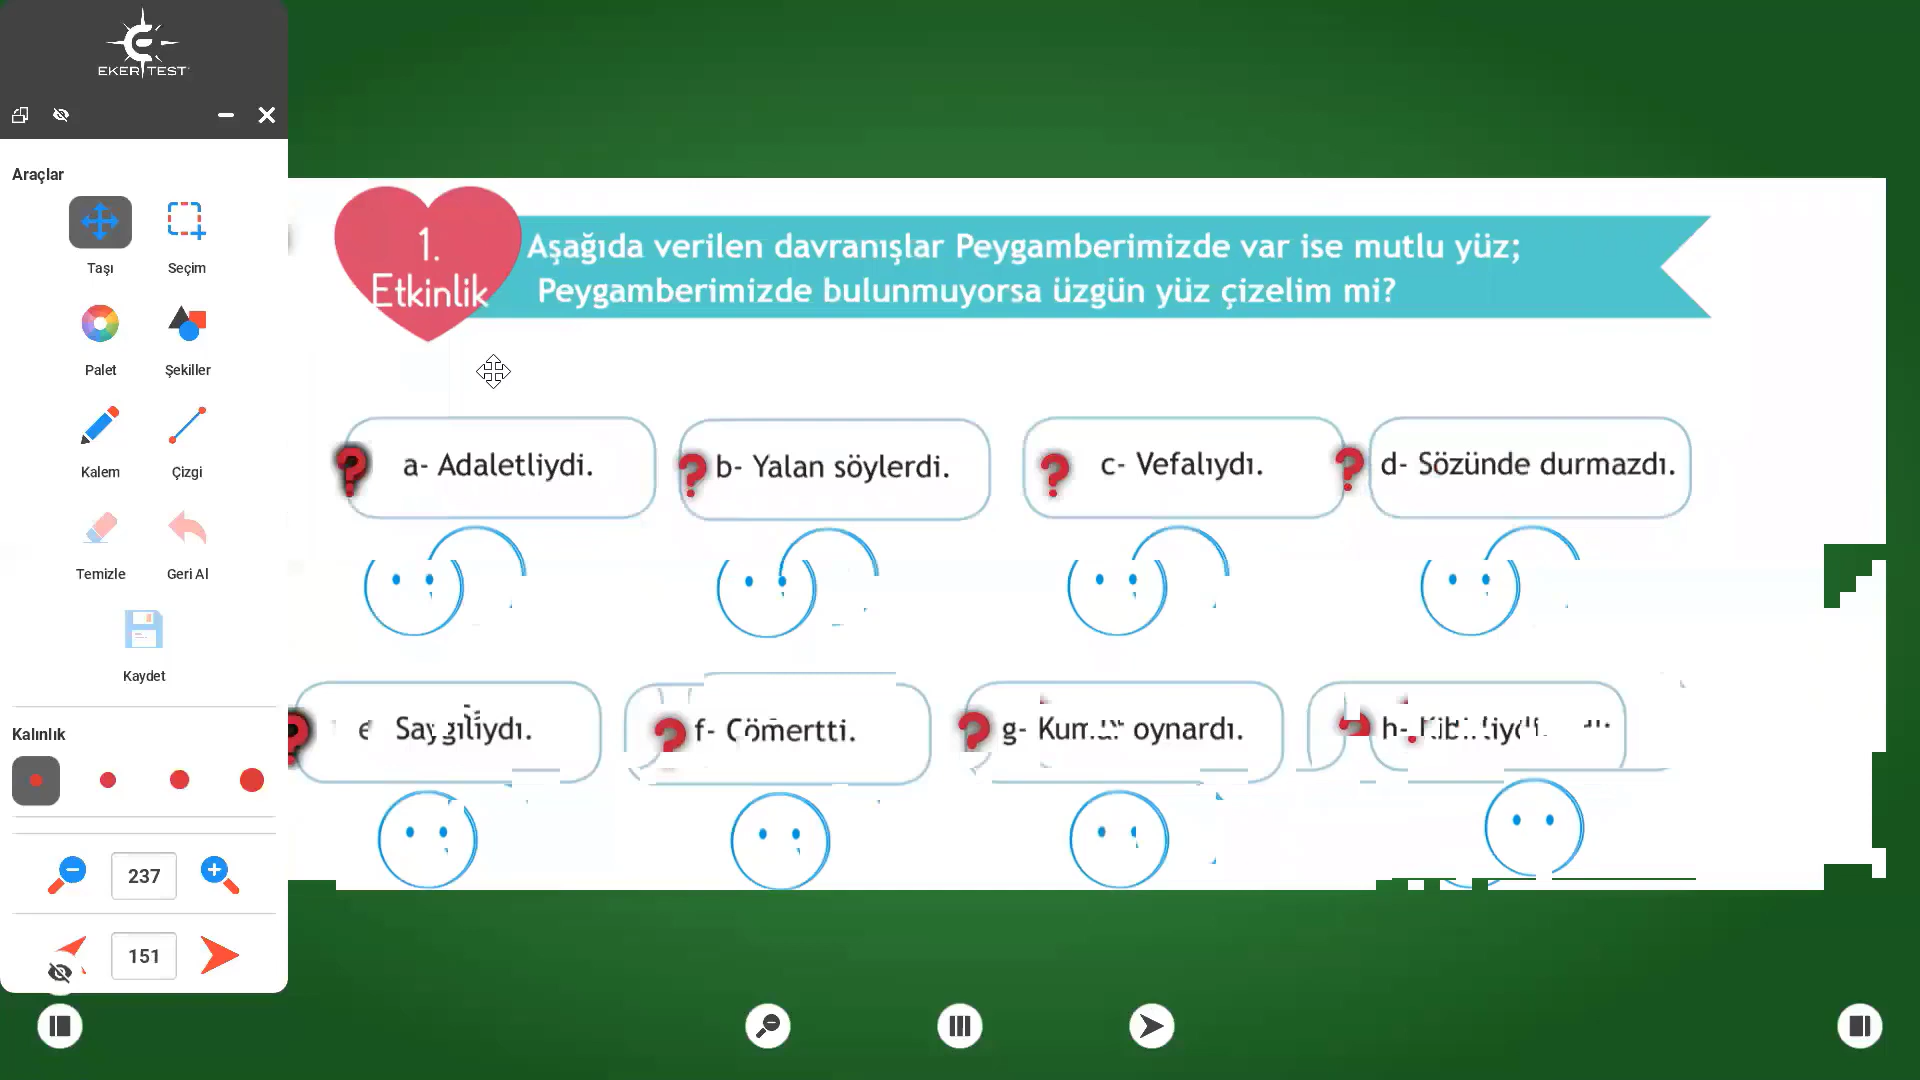 EKER TEST
Araçlar
Taşı
Seçim
Palet
Şekiller
Kalem
Çizgi
Temizle
Geri Al
Kaydet
Kalınlık
237
151
1.
Etkinlik
Aşağıda verilen davranışlar Peygamberimizde var ise mutlu yüz;
Peygamberimizde bulunmuyorsa üzgün yüz çizelim mi?
? a- Adaletliydi.
? b- Yalan söylerdi.
? c- Vefalıydı.
? d- Sözünde durmazdı.
? e Saygılıydı.
? f- Cömertti.
? g- Kumar oynardı.
? h-